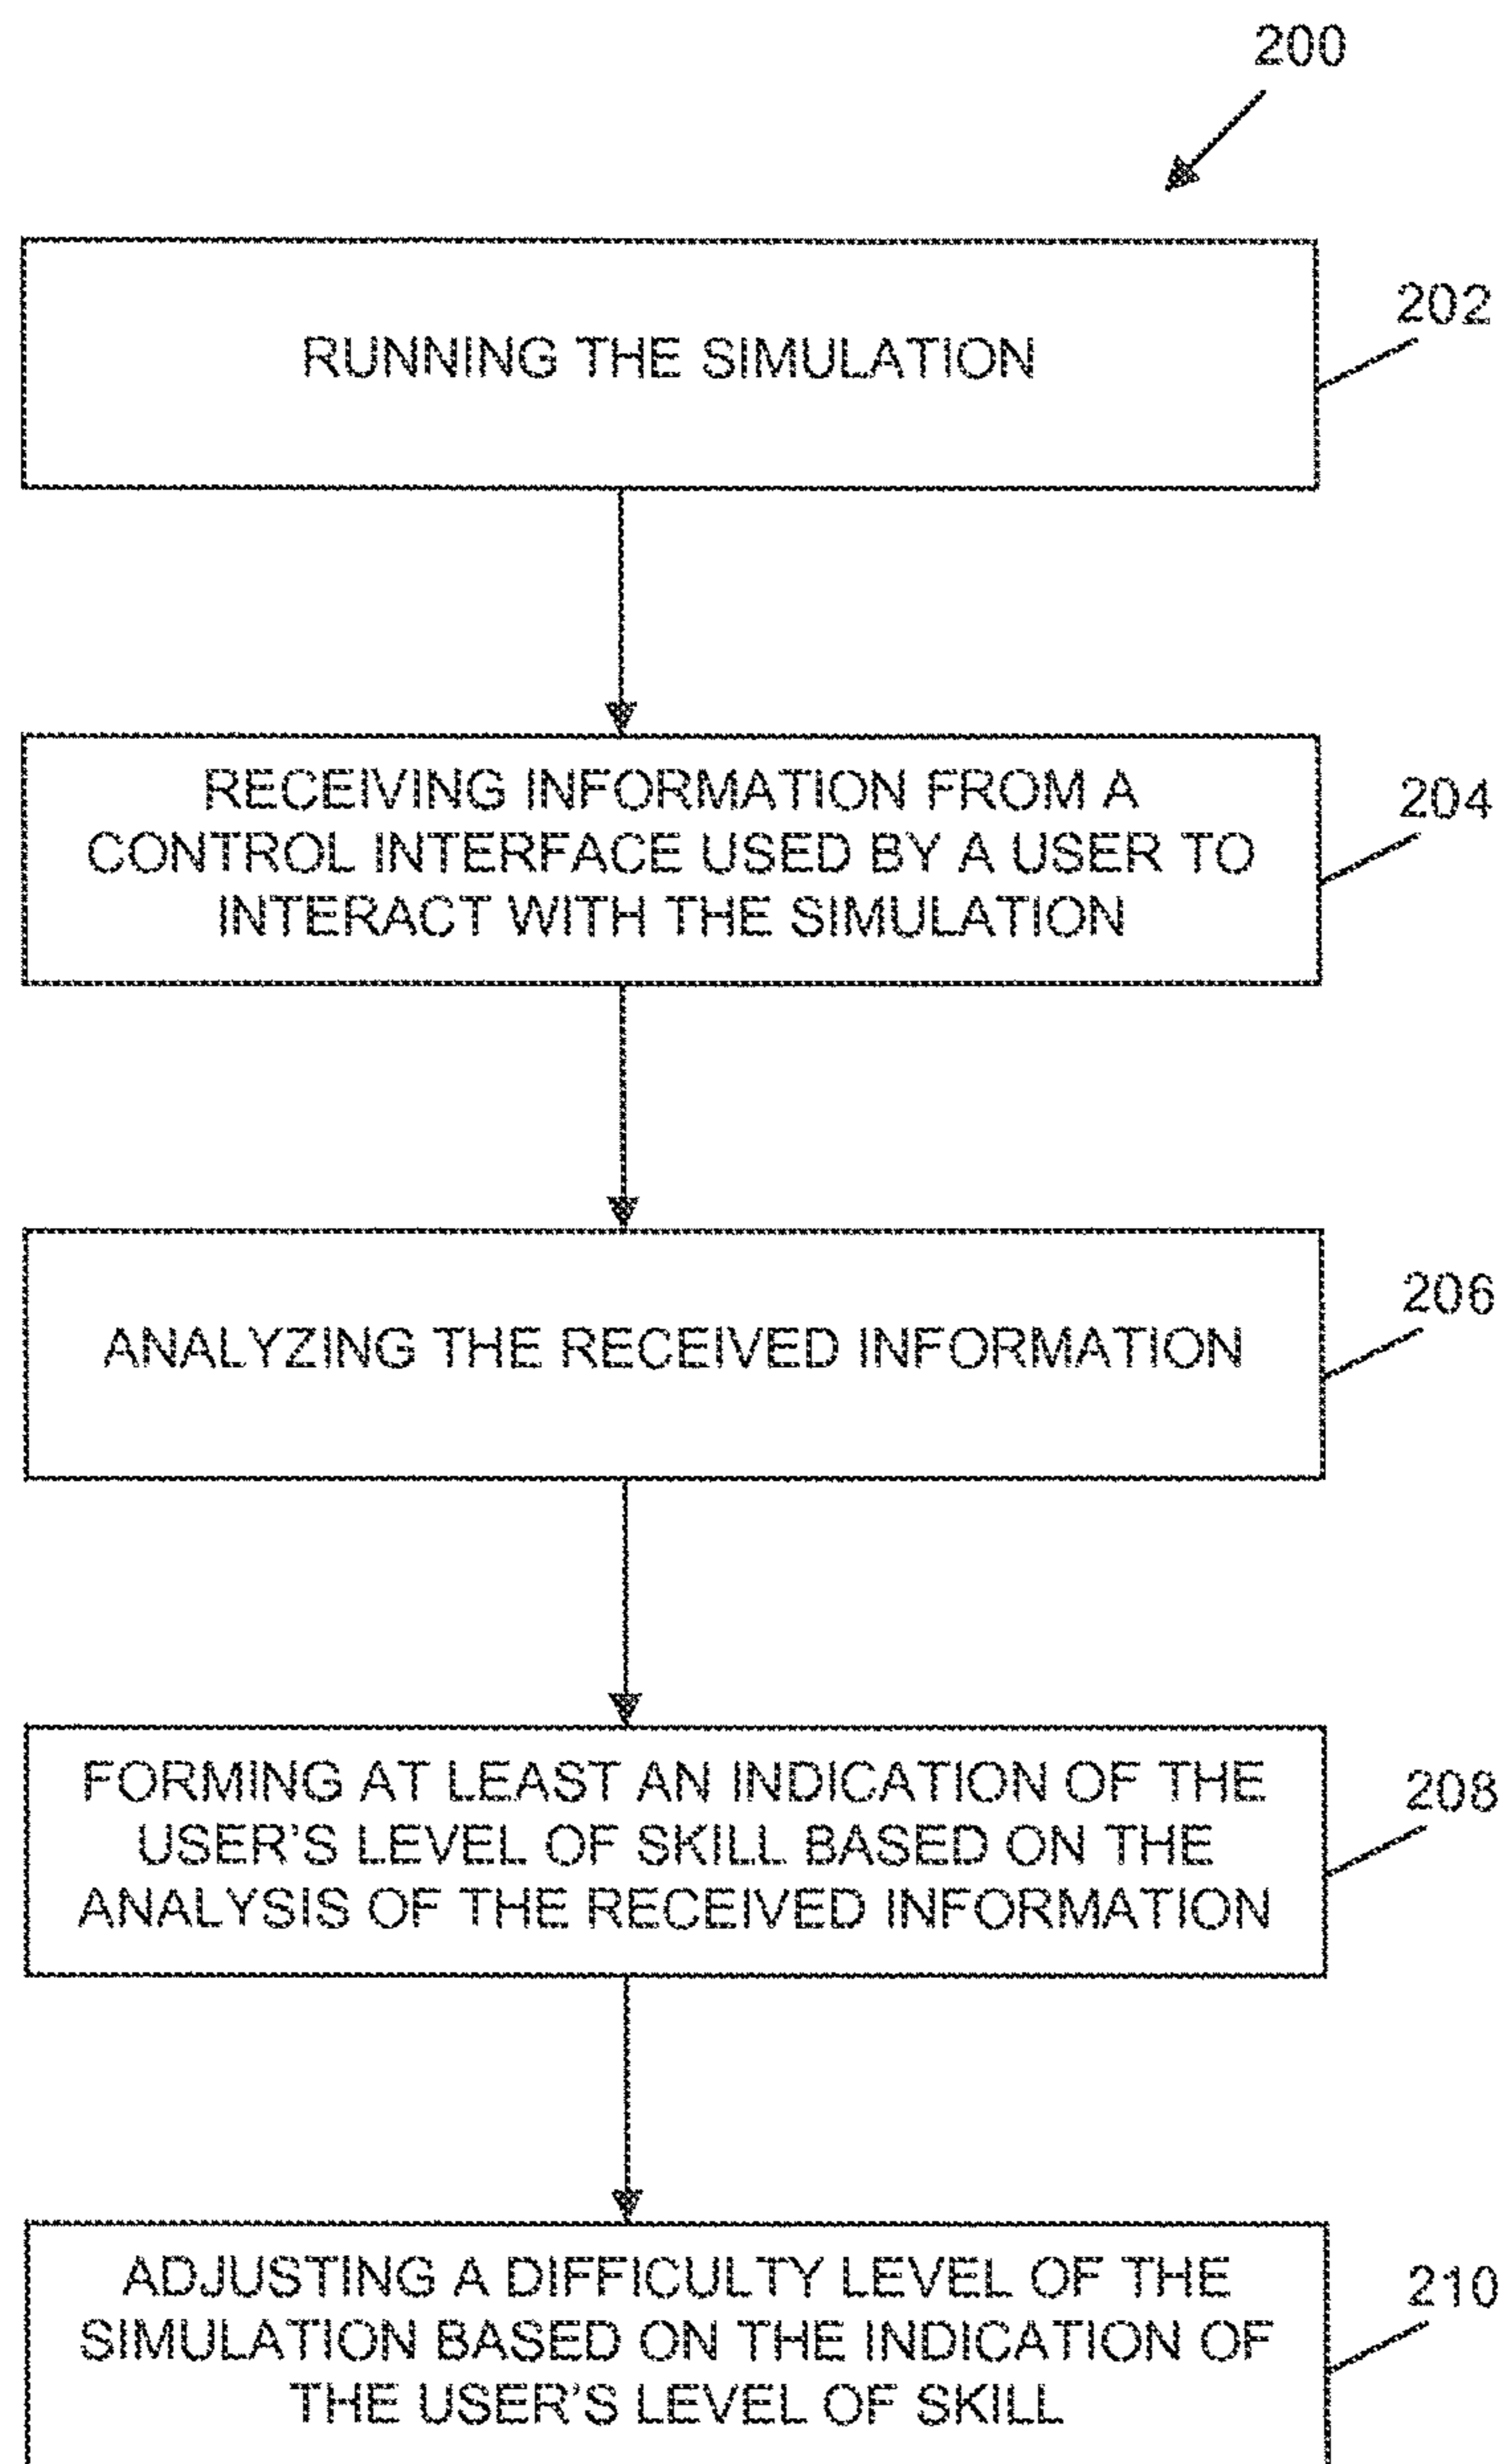 200
RUNNING THE SIMULATION
202
RECEIVING INFORMATION FROM A
CONTROL INTERFACE USED BY A USER TO
INTERACT WITH THE SIMULATION
204
ANALYZING THE RECEIVED INFORMATION
206
FORMING AT LEAST AN INDICATION OF THE
USER'S LEVEL OF SKILL BASED ON THE
ANALYSIS OF THE RECEIVED INFORMATION
208
ADJUSTING A DIFFICULTY LEVEL OF THE
SIMULATION BASED ON THE INDICATION OF
THE USER'S LEVEL OF SKILL
210